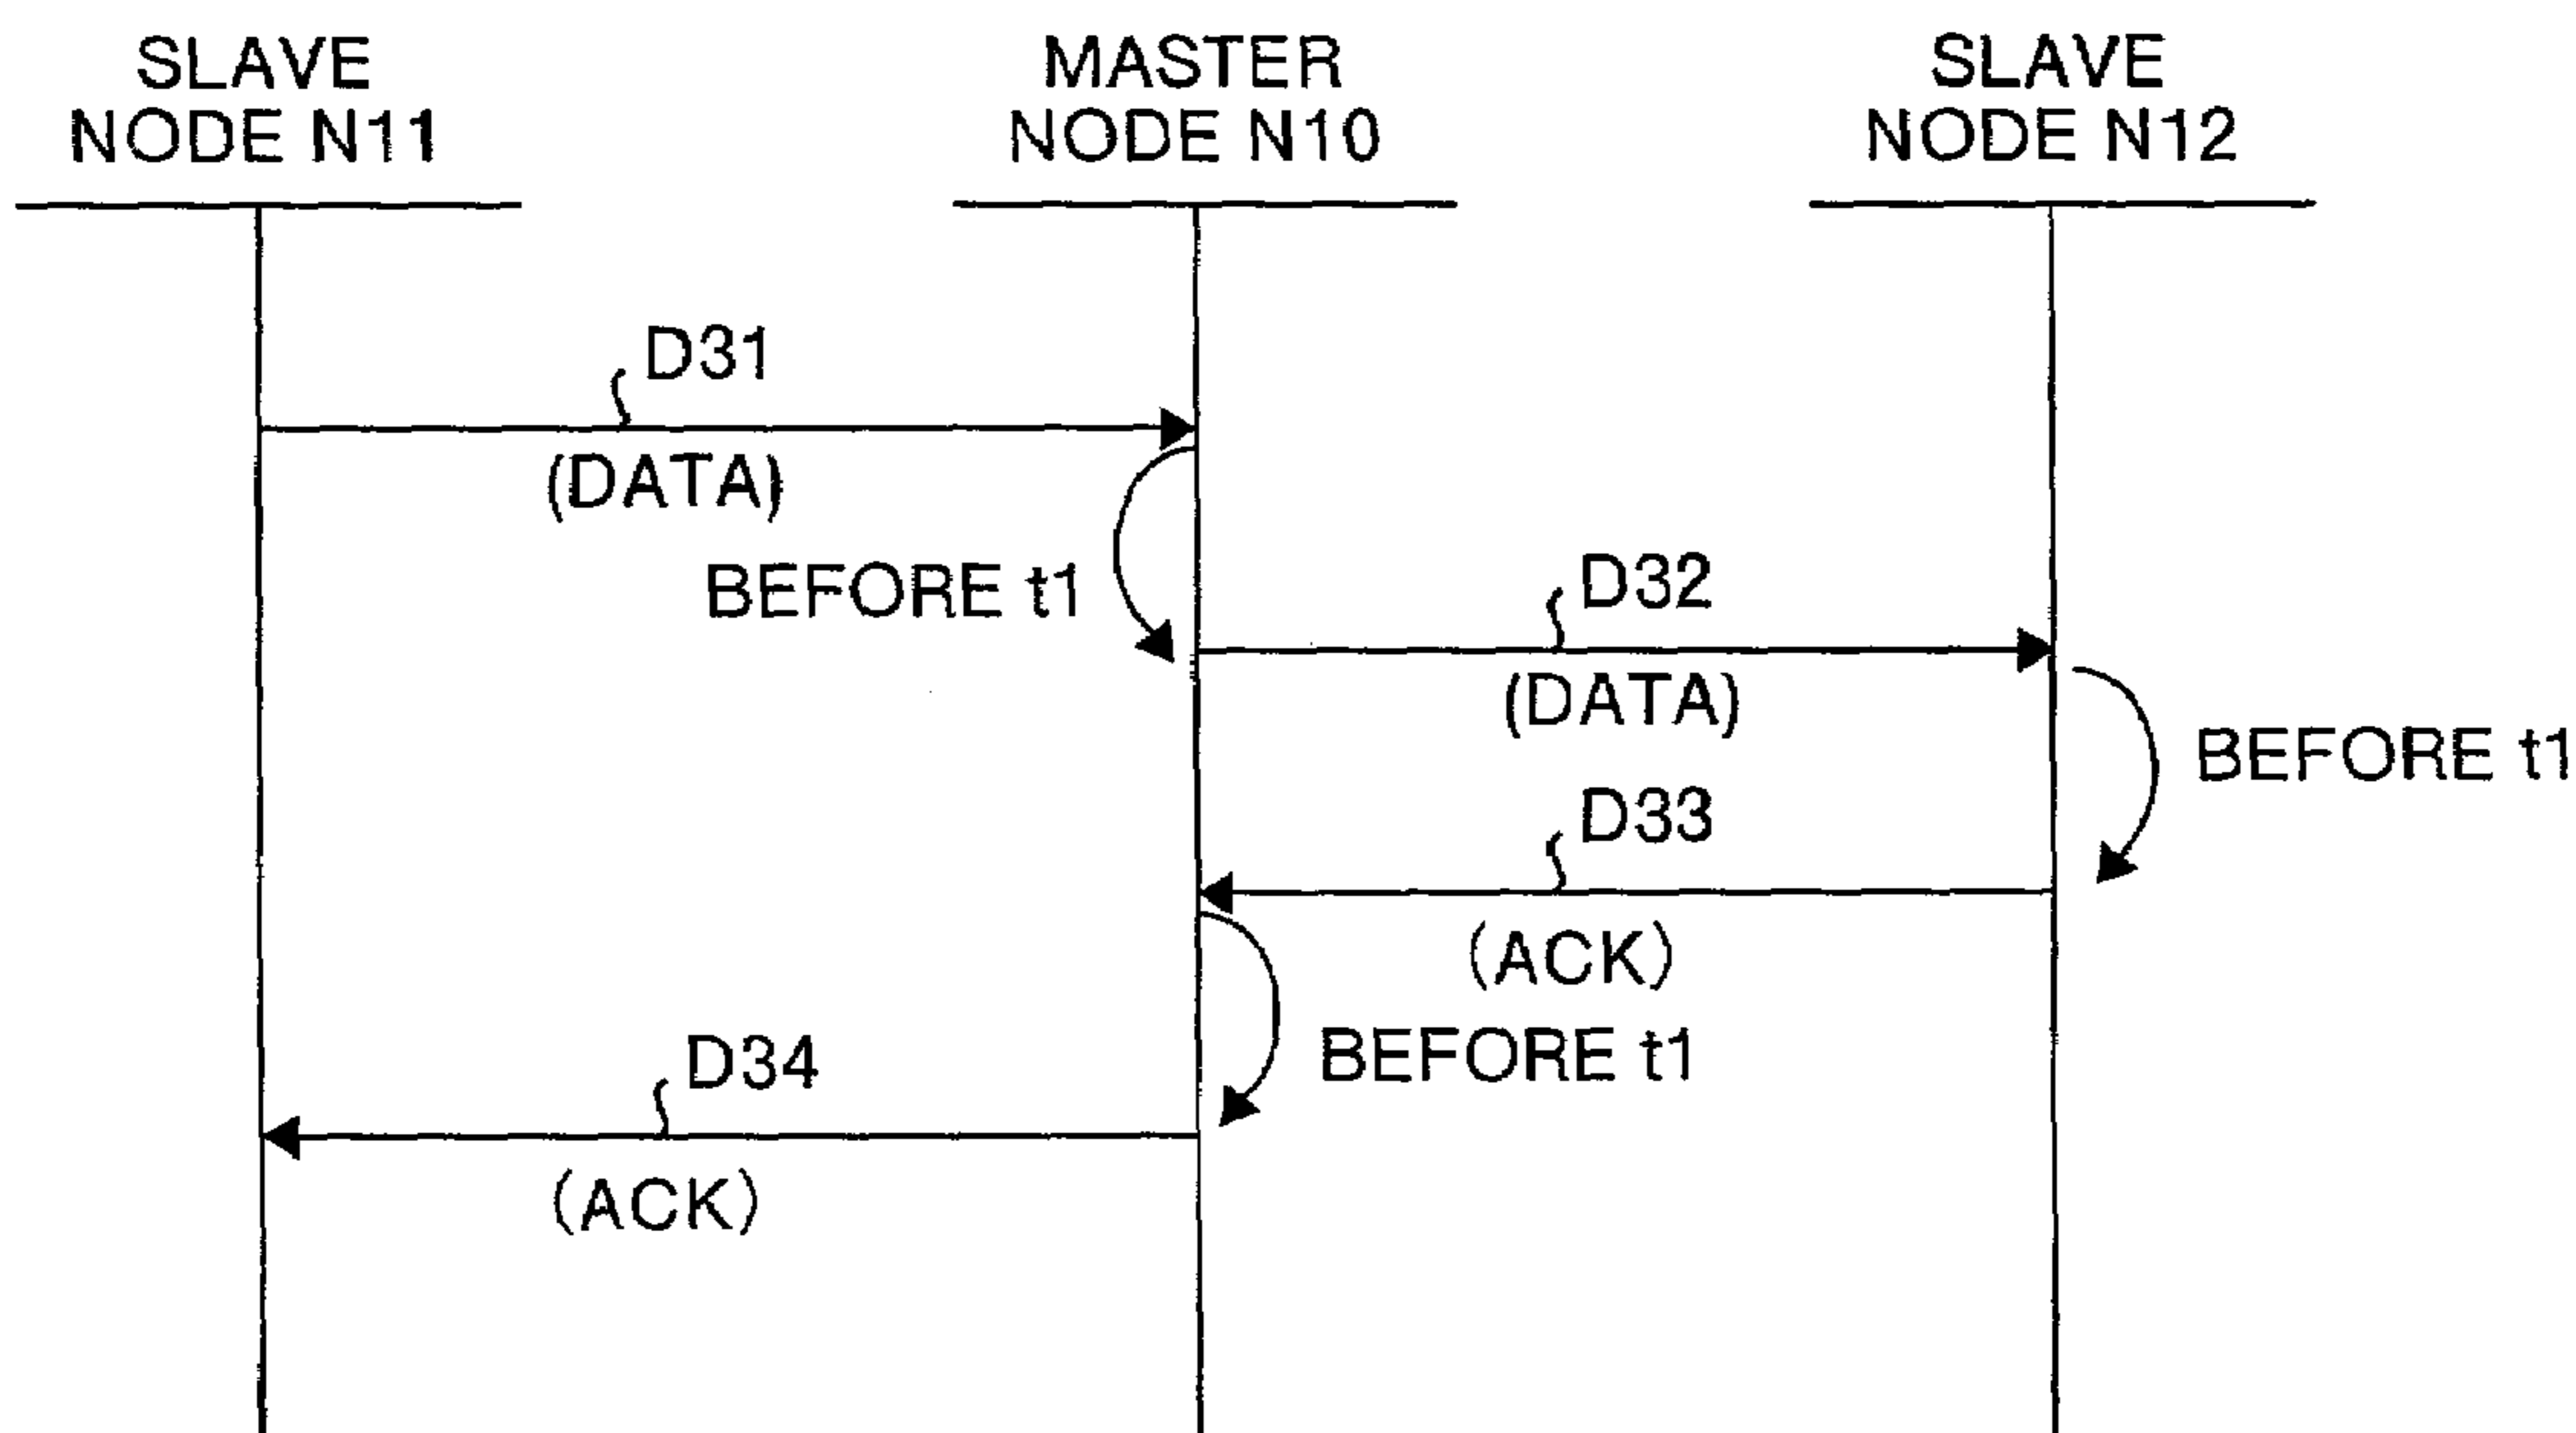 SLAVE
NODE N11
MASTER
NODE N10
SLAVE
NODE N12
D31
(DATA)
BEFORE t1
D32
(DATA)
BEFORE t1
D33
(ACK)
BEFORE t1
D34
(ACK)